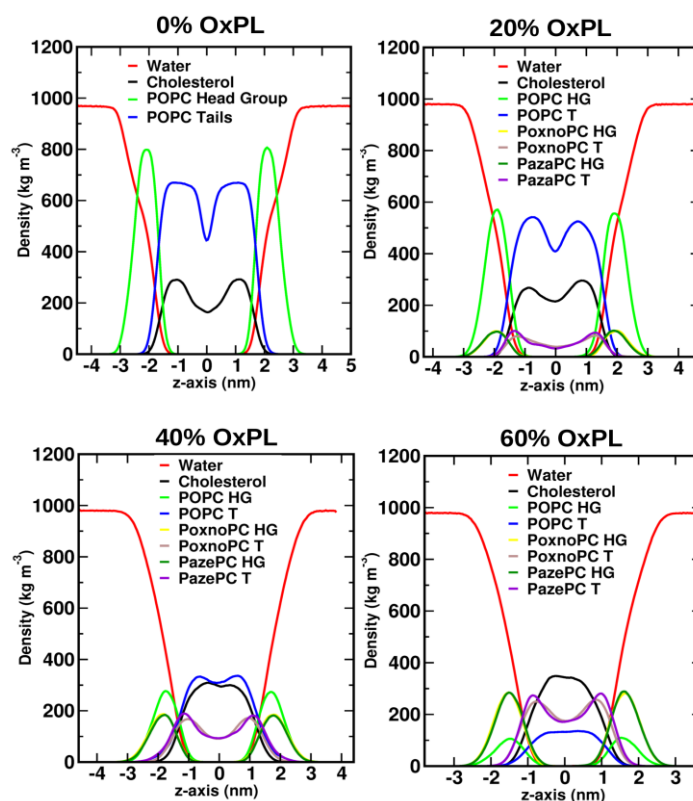 0% OxPL
1200
1000
800
600
400
200
0
Density (kg m⁻³)
Water
Cholesterol
POPC Head Group
POPC Tails
-4 -3 -2 -1 0 1 2 3 4 5
z-axis (nm)
20% OxPL
1200
1000
800
600
400
200
0
Density (kg m⁻³)
Water
Cholesterol
POPC HG
POPC T
PoxnoPC HG
PoxnoPC T
PazaPC HG
PazaPC T
-4 -3 -2 -1 0 1 2 3 4
z-axis (nm)
40% OxPL
1200
1000
800
600
400
200
0
Density (kg m⁻³)
Water
Cholesterol
POPC HG
POPC T
PoxnoPC HG
PoxnoPC T
PazePC HG
PazePC T
-4 -3 -2 -1 0 1 2 3 4
z-axis (nm)
60% OxPL
1200
1000
800
600
400
200
0
Density (kg m⁻³)
Water
Cholesterol
POPC HG
POPC T
PoxnoPC HG
PoxnoPC T
PazePC HG
PazePC T
-3 -2 -1 0 1 2 3
z-axis (nm)